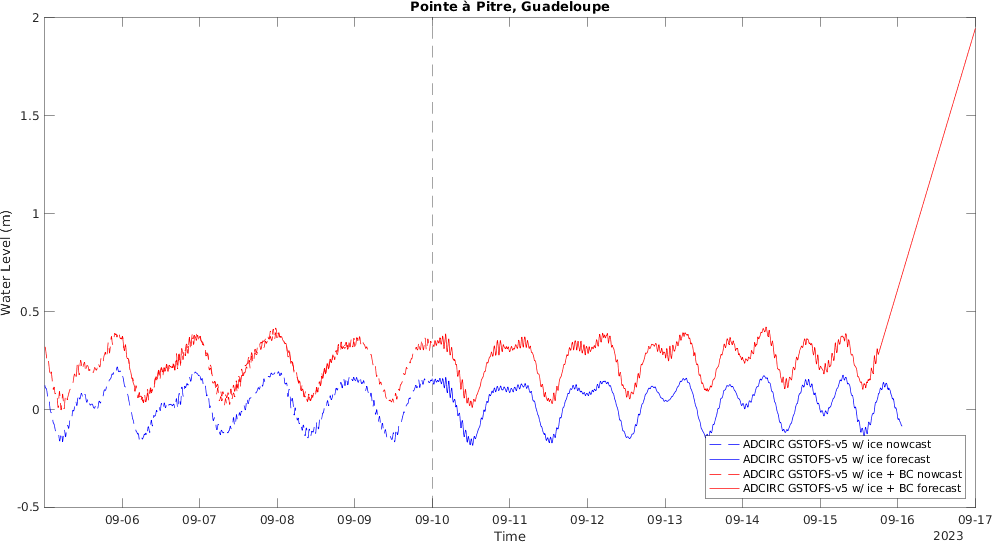 Pointe à Pitre, Guadeloupe
Water Level (m)
2
1.5
1
0.5
0
-0.5
09-06
09-07
09-08
09-09
09-10
09-11
09-12
09-13
09-14
09-15
09-16
09-17
Time
2023
ADCIRC GSTOFS-v5 w/ ice nowcast
ADCIRC GSTOFS-v5 w/ ice forecast
ADCIRC GSTOFS-v5 w/ ice + BC nowcast
ADCIRC GSTOFS-v5 w/ ice + BC forecast